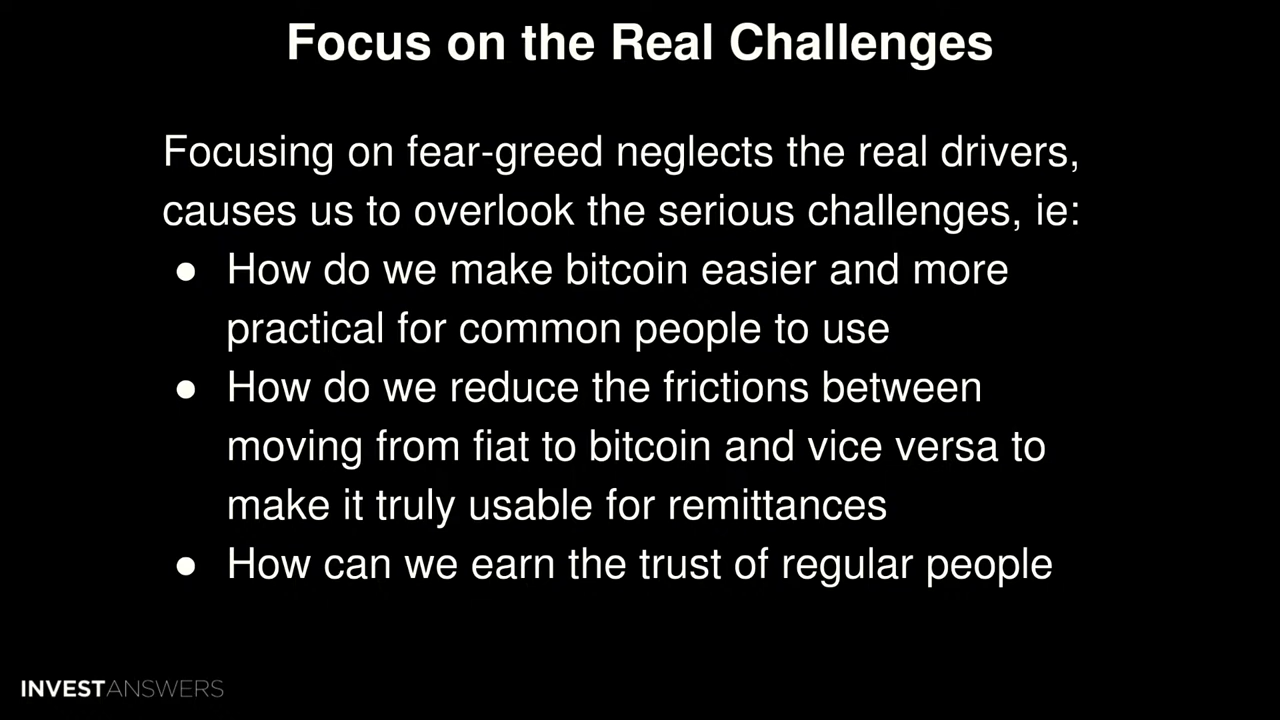 Focus on the Real Challenges
Focusing on fear-greed neglects the real drivers,
causes us to overlook the serious challenges, ie:
● How do we make bitcoin easier and more
practical for common people to use
● How do we reduce the frictions between
moving from fiat to bitcoin and vice versa to
make it truly usable for remittances
● How can we earn the trust of regular people
INVESTANSWERS